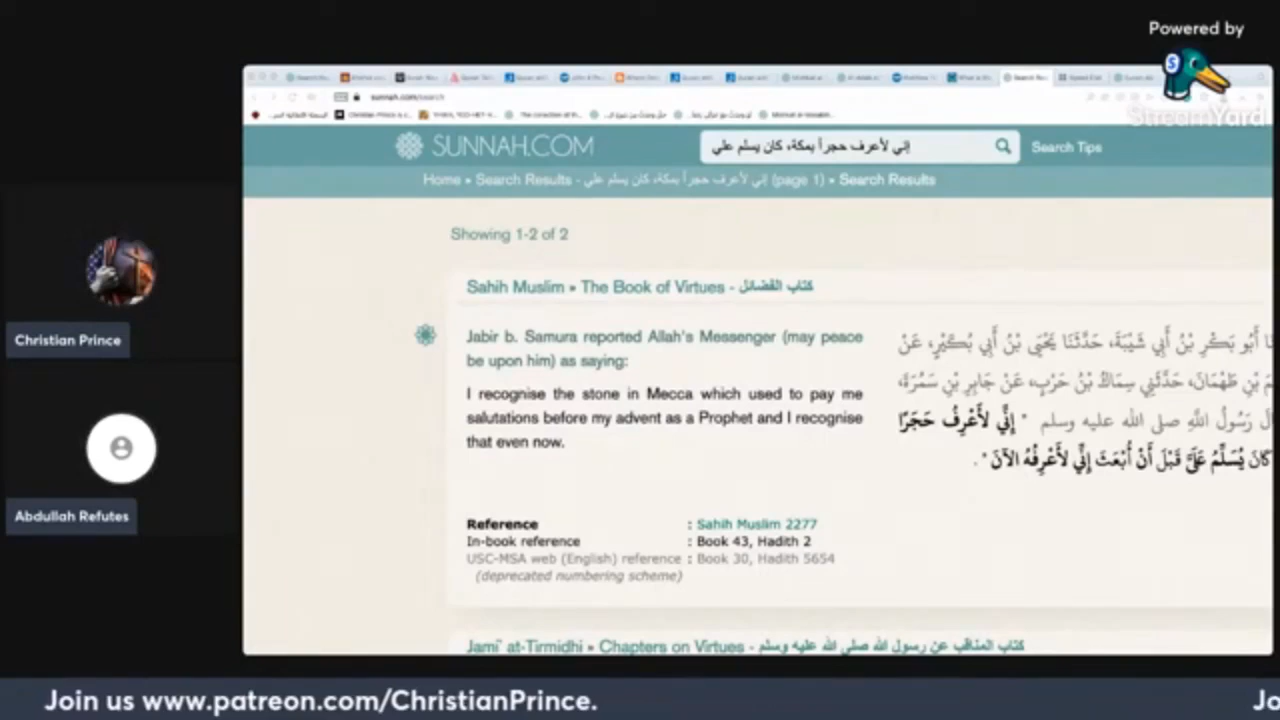 Powered by
StreamYard
sunnah.com/search
SUNNAH.COM
إني لأعرف حجراً بمكة، كان يسلم علي
Search Tips
Home • Search Results - إني لأعرف حجراً بمكة، كان يسلم علي (page 1) • Search Results
Showing 1-2 of 2
Sahih Muslim » The Book of Virtues - كتاب الفضائل
Jabir b. Samura reported Allah's Messenger (may peace
be upon him) as saying:
I recognise the stone in Mecca which used to pay me
salutations before my advent as a Prophet and I recognise
that even now.
أَبُو بَكْرِ بْنُ أَبِي شَيْبَةَ، حَدَّثَنَا يَحْيَى بْنُ أَبِي بُكَيْرٍ، عَنْ
بْنِ طَهْمَانَ، حَدَّثَنِي سِمَاكُ بْنُ حَرْبٍ، عَنْ جَابِرِ بْنِ سَمُرَةَ،
رَسُولُ اللَّهِ صلى الله عليه وسلم " إِنِّي لأَعْرِفُ حَجَرًا
كَانَ يُسَلِّمُ عَلَىَّ قَبْلَ أَنْ أُبْعَثَ إِنِّي لأَعْرِفُهُ الآنَ " .
Reference : Sahih Muslim 2277
In-book reference : Book 43, Hadith 2
USC-MSA web (English) reference : Book 30, Hadith 5654
(deprecated numbering scheme)
Jami` at-Tirmidhi » Chapters on Virtues - كتاب المناقب عن رسول الله صلى الله عليه وسلم
Christian Prince
Abdullah Refutes
Join us www.patreon.com/ChristianPrince.
Jo